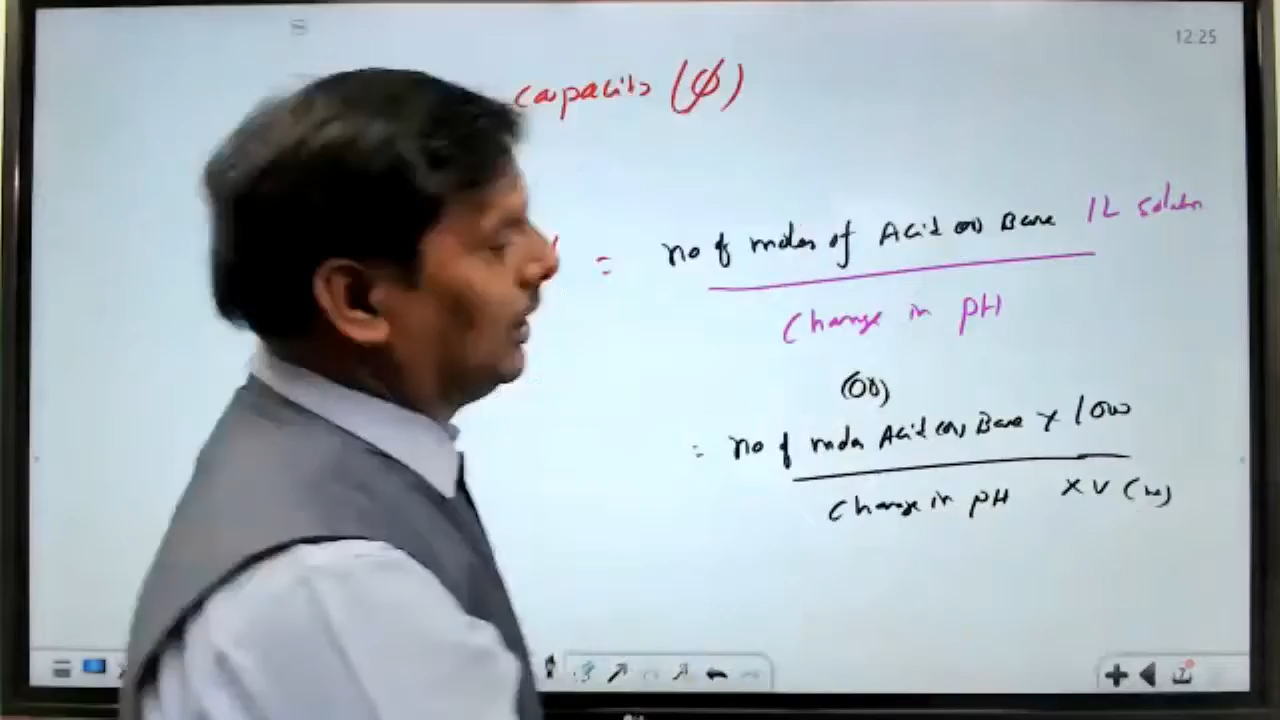 12:25
capacity (φ)
= no of moles of Acid (or) Base 1L solution
Change in pH
(or)
= no of moles Acid (or) Base x 1000
Change in pH x V (ml)